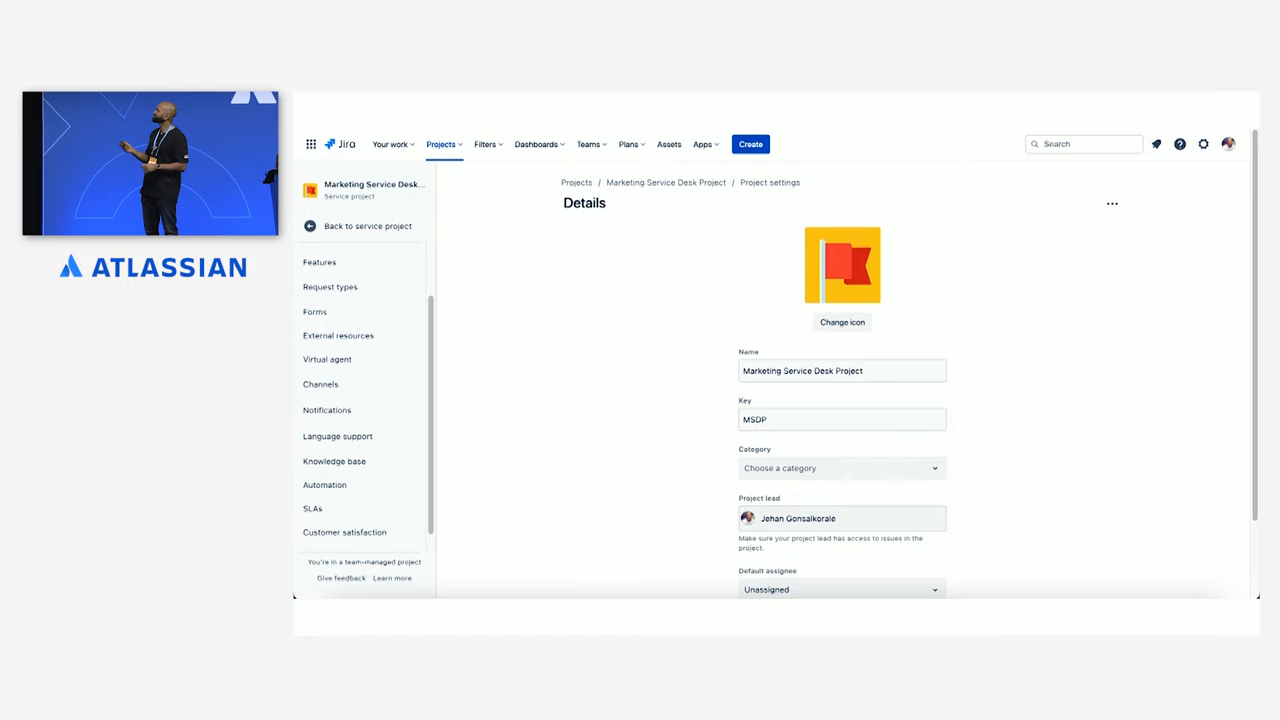 ATLASSIAN
Jira
Your work
Projects
Filters
Dashboards
Teams
Plans
Assets
Apps
Create
Search
Marketing Service Desk...
Service project
Back to service project
Features
Request types
Forms
External resources
Virtual agent
Channels
Notifications
Language support
Knowledge base
Automation
SLAs
Customer satisfaction
You're in a team-managed project
Give feedback Learn more
Projects / Marketing Service Desk Project / Project settings
Details
Change icon
Name
Marketing Service Desk Project
Key
MSDP
Category
Choose a category
Project lead
Jehan Gonsalkorale
Make sure your project lead has access to issues in the
project.
Default assignee
Unassigned